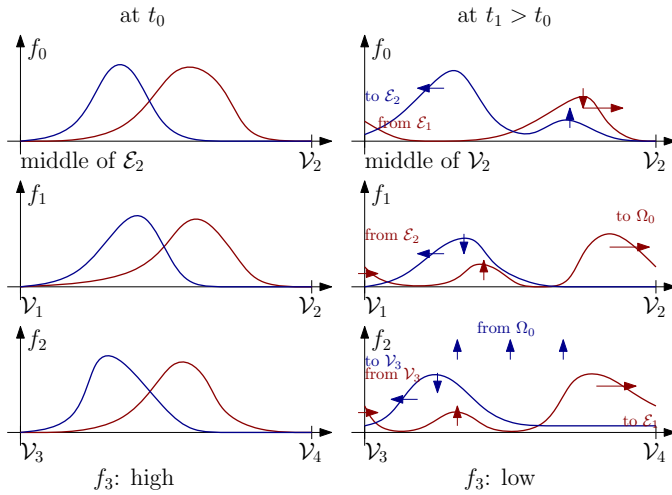 at t₀
at t₁ > t₀
f₀
f₀
to ℰ₂
from ℰ₁
𝒱₂
𝒱₂
middle of ℰ₂
middle of 𝒱₂
f₁
f₁
to Ω₀
from ℰ₂
𝒱₁
𝒱₂
𝒱₁
𝒱₂
f₂
f₂
from Ω₀
to 𝒱₃
from 𝒱₃
to ℰ₁
𝒱₃
𝒱₄
𝒱₃
𝒱₄
f₃: high
f₃: low